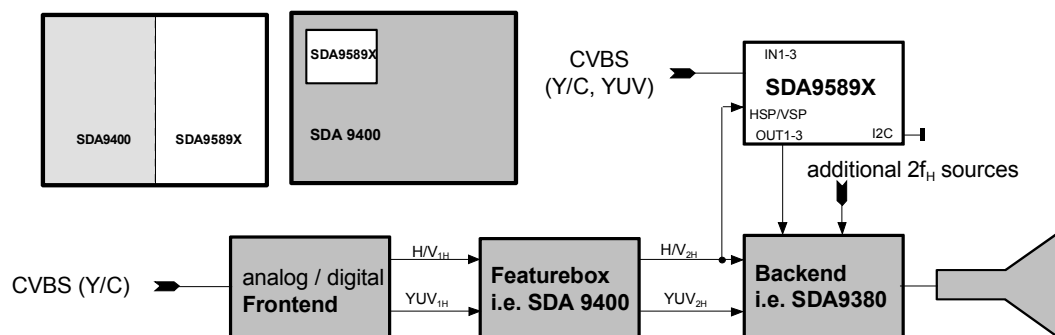 SDA9400
SDA9589X
SDA9589X
SDA 9400
CVBS
(Y/C, YUV)
IN1-3
SDA9589X
HSP/VSP
OUT1-3
I2C
additional 2fH sources
CVBS (Y/C)
analog / digital
Frontend
H/V1H
YUV1H
Featurebox
i.e. SDA 9400
H/V2H
YUV2H
Backend
i.e. SDA9380